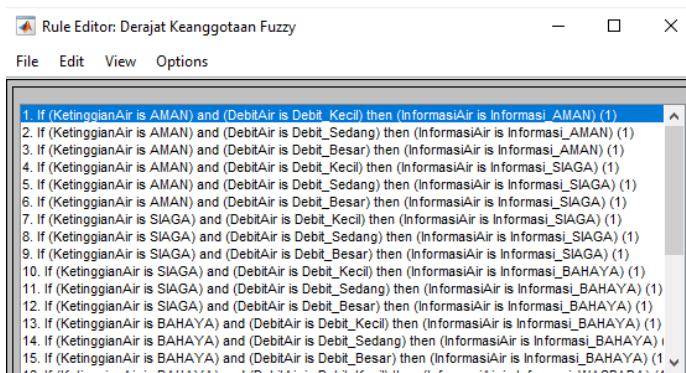 Rule Editor: Derajat Keanggotaan Fuzzy
File Edit View Options
1. If (KetinggianAir is AMAN) and (DebitAir is Debit_Kecil) then (InformasiAir is Informasi_AMAN) (1)
2. If (KetinggianAir is AMAN) and (DebitAir is Debit_Sedang) then (InformasiAir is Informasi_AMAN) (1)
3. If (KetinggianAir is AMAN) and (DebitAir is Debit_Besar) then (InformasiAir is Informasi_AMAN) (1)
4. If (KetinggianAir is AMAN) and (DebitAir is Debit_Kecil) then (InformasiAir is Informasi_SIAGA) (1)
5. If (KetinggianAir is AMAN) and (DebitAir is Debit_Sedang) then (InformasiAir is Informasi_SIAGA) (1)
6. If (KetinggianAir is AMAN) and (DebitAir is Debit_Besar) then (InformasiAir is Informasi_SIAGA) (1)
7. If (KetinggianAir is SIAGA) and (DebitAir is Debit_Kecil) then (InformasiAir is Informasi_SIAGA) (1)
8. If (KetinggianAir is SIAGA) and (DebitAir is Debit_Sedang) then (InformasiAir is Informasi_SIAGA) (1)
9. If (KetinggianAir is SIAGA) and (DebitAir is Debit_Besar) then (InformasiAir is Informasi_SIAGA) (1)
10. If (KetinggianAir is SIAGA) and (DebitAir is Debit_Kecil) then (InformasiAir is Informasi_BAHAYA) (1)
11. If (KetinggianAir is SIAGA) and (DebitAir is Debit_Sedang) then (InformasiAir is Informasi_BAHAYA) (1)
12. If (KetinggianAir is SIAGA) and (DebitAir is Debit_Besar) then (InformasiAir is Informasi_BAHAYA) (1)
13. If (KetinggianAir is BAHAYA) and (DebitAir is Debit_Kecil) then (InformasiAir is Informasi_BAHAYA) (1)
14. If (KetinggianAir is BAHAYA) and (DebitAir is Debit_Sedang) then (InformasiAir is Informasi_BAHAYA) (
15. If (KetinggianAir is BAHAYA) and (DebitAir is Debit_Besar) then (InformasiAir is Informasi_BAHAYA) (1)